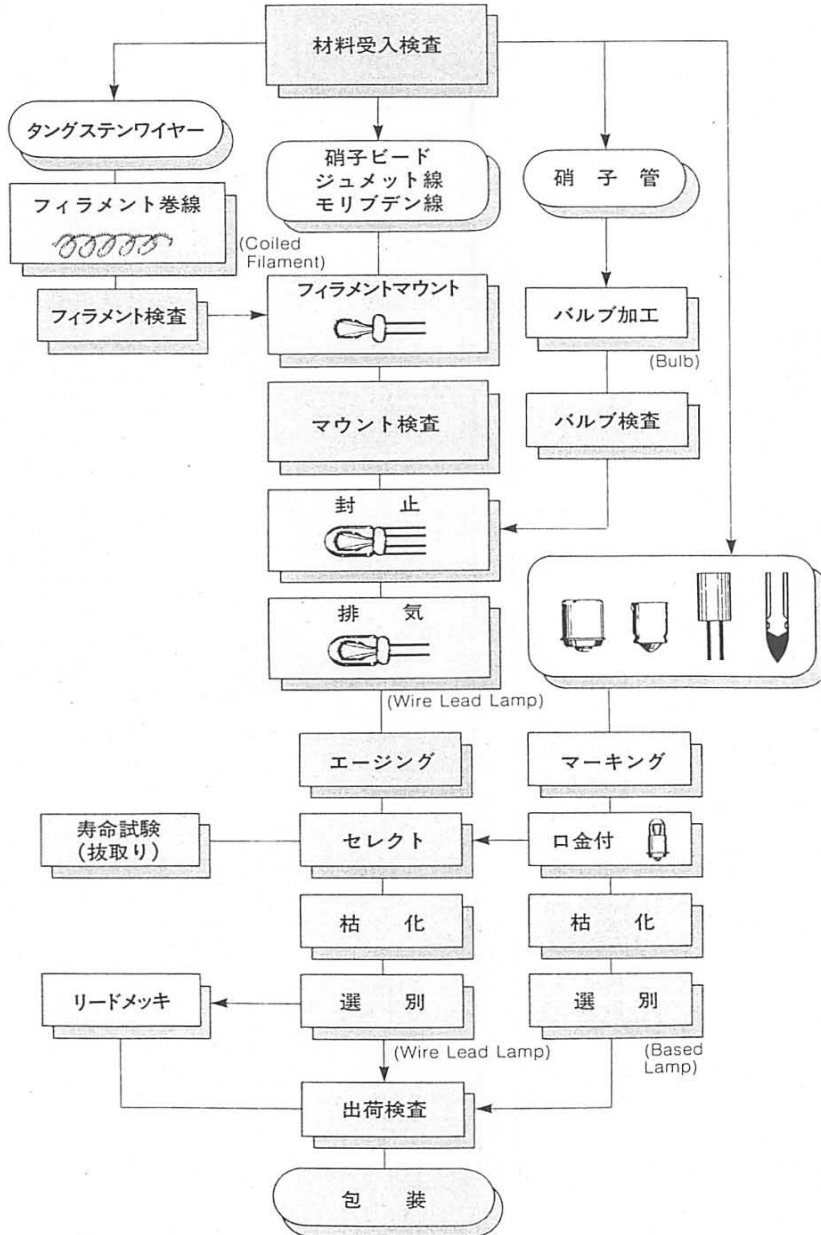 材料受入検査
タングステンワイヤー
硝子ビード
ジュメット線
モリブデン線
硝子管
フィラメント巻線
(Coiled
Filament)
フィラメント検査
フィラメントマウント
バルブ加工
(Bulb)
マウント検査
バルブ検査
封止
排気
(Wire Lead Lamp)
エージング
マーキング
寿命試験
(抜取り)
セレクト
口金付
枯化
枯化
リードメッキ
選別
選別
(Wire Lead Lamp)
(Based
Lamp)
出荷検査
包装